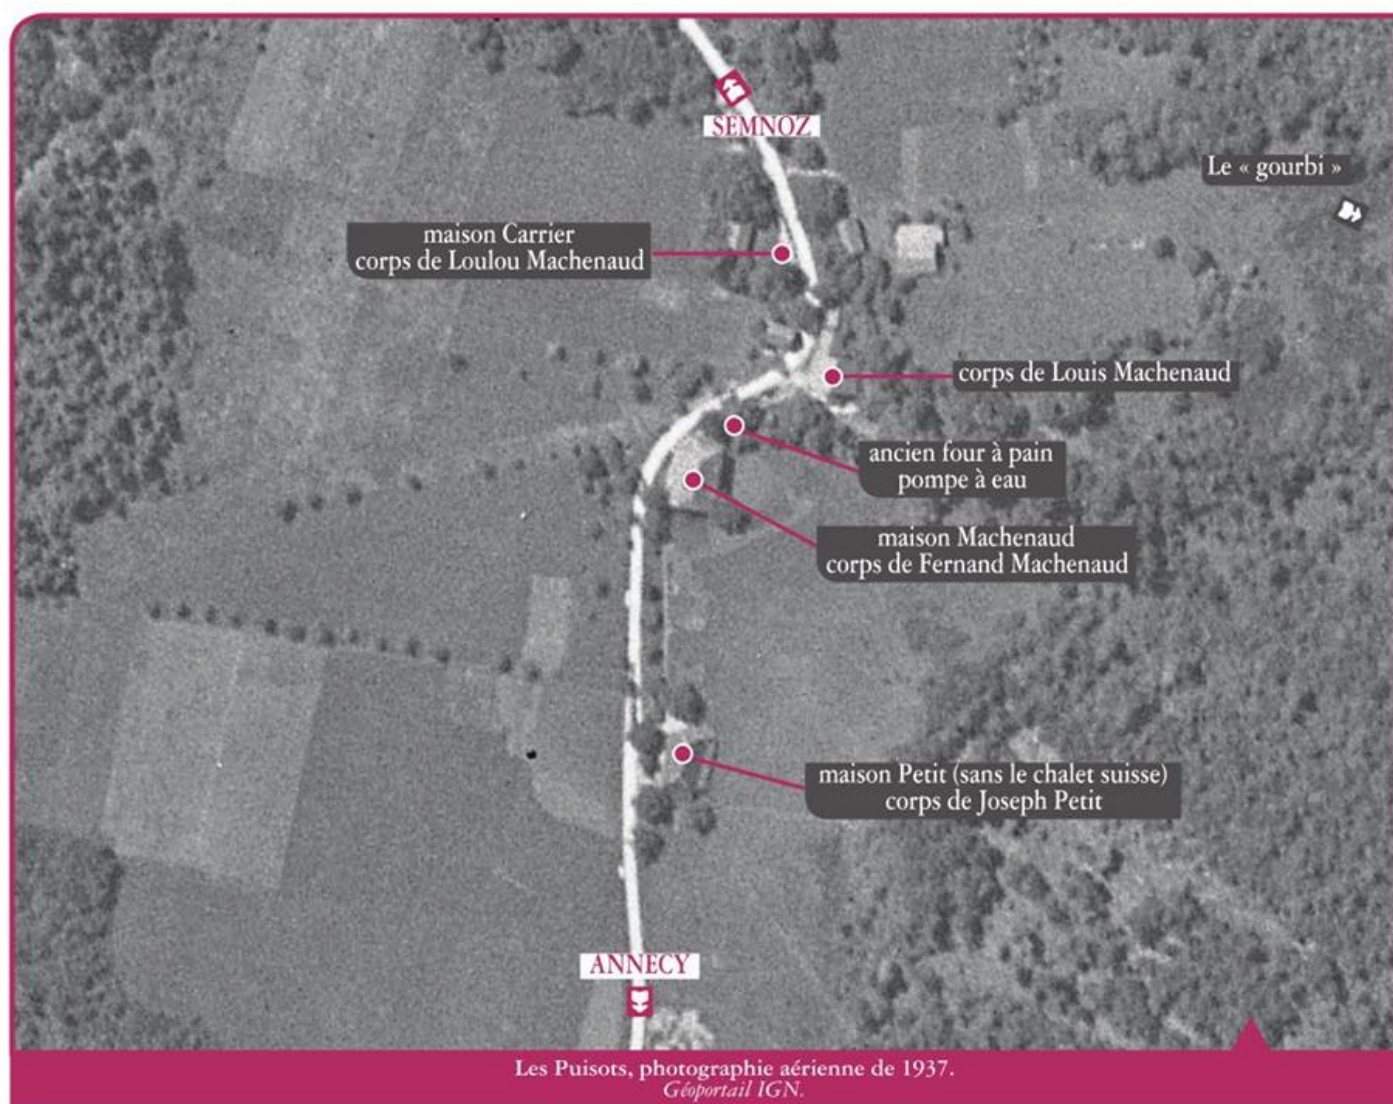 SEMNOZ
Le « gourbi »
maison Carrier
corps de Loulou Machenaud
corps de Louis Machenaud
ancien four à pain
pompe à eau
maison Machenaud
corps de Fernand Machenaud
maison Petit (sans le chalet suisse)
corps de Joseph Petit
ANNECY
Les Puisots, photographie aérienne de 1937.
Géoportail IGN.